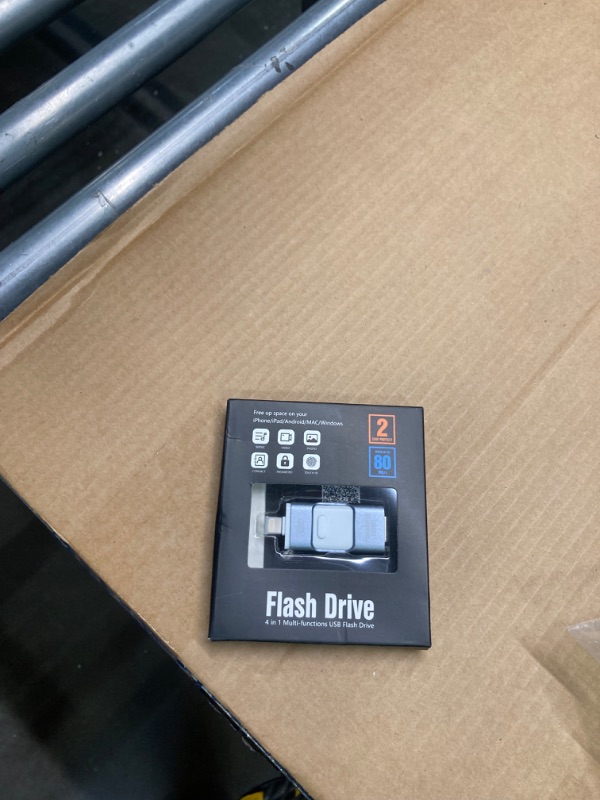 Free up space on your
iPhone/iPad/Android/MAC/Windows
2
80
Flash Drive
4 in 1 Multi-functions USB Flash Drive